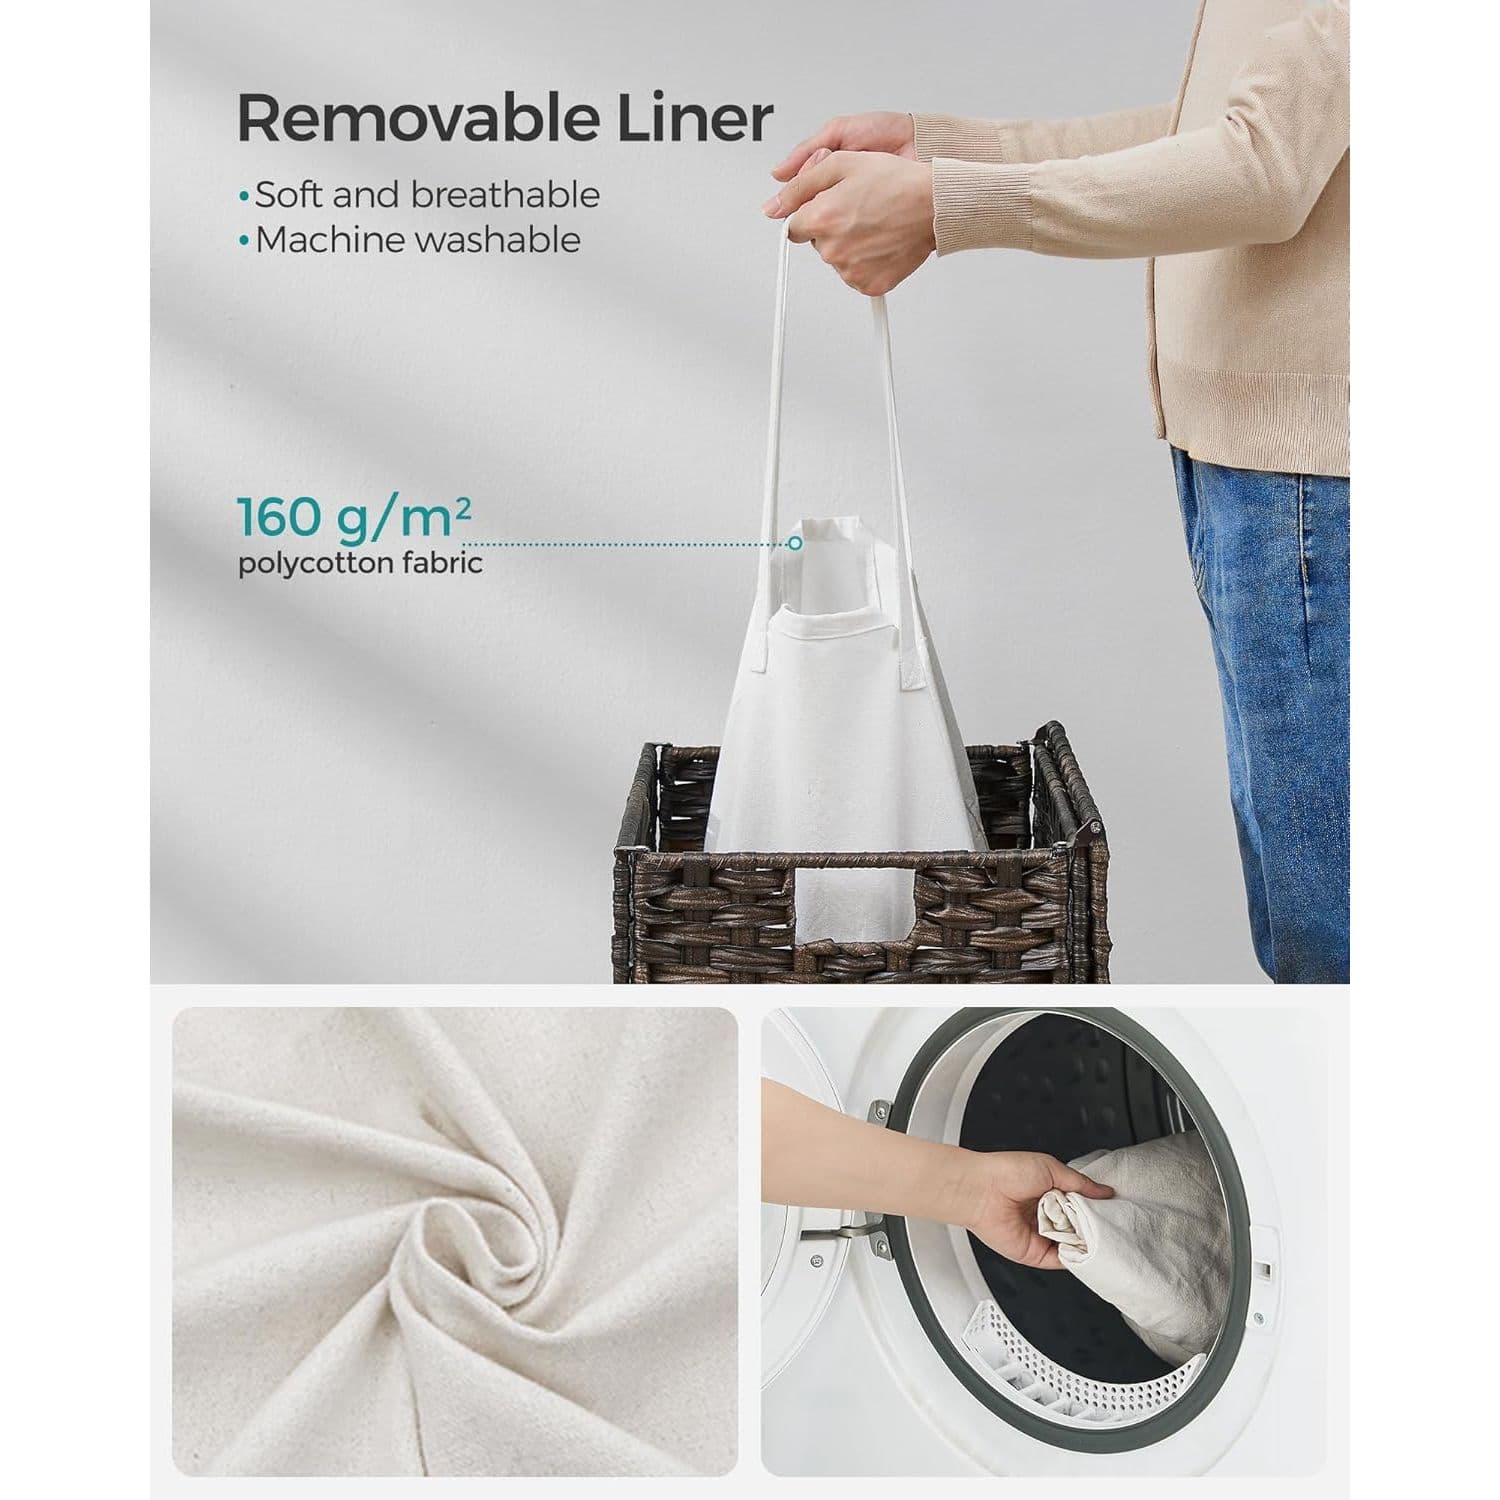 Removable Liner
•Soft and breathable
•Machine washable
160 g/m²
polycotton fabric